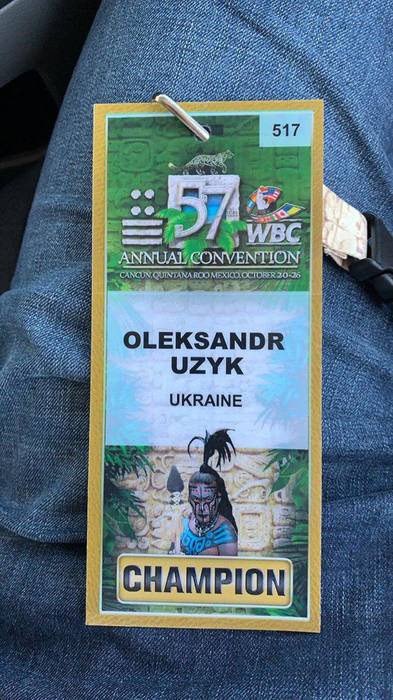 517
57
WBC
ANNUAL CONVENTION
CANCUN, QUINTANA ROO MEXICO, OCTOBER 20-26
OLEKSANDR
UZYK
UKRAINE
CHAMPION